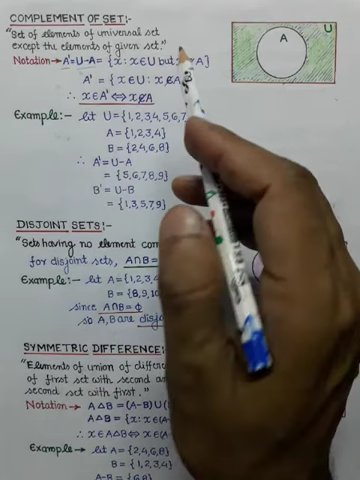 COMPLEMENT OF SET:-
"Set of elements of universal set
except the elements of given set."
Notation→ A'=U-A= {x: x∈U but x∉A}
A' = {x∈U: x∉A
∴ x∈A' ⇔ x∉A
Example:- let U={1,2,3,4,5,6,7
A={1,2,3,4}
B={2,4,6,8}
∴ A'=U-A
={5,6,7,8,9}
B'=U-B
={1,3,5,7,9}
A
U
DISJOINT SETS:-
"Sets having no element com
for disjoint sets, A∩B=
Example:- let A={1,2,3,4
B={8,9,10
since A∩B=ϕ
so A,B are disjo
SYMMETRIC DIFFERENCE:
"Elements of union of differe
of first set with second an
second set with first."
Notation→ A△B=(A-B)∪(
A△B={x: x∈(A-
∴ x∈A△B⇔x∈(A-
Example→ let A={2,4,6,8}
B={1,2,3,4}
A-B={6,8}